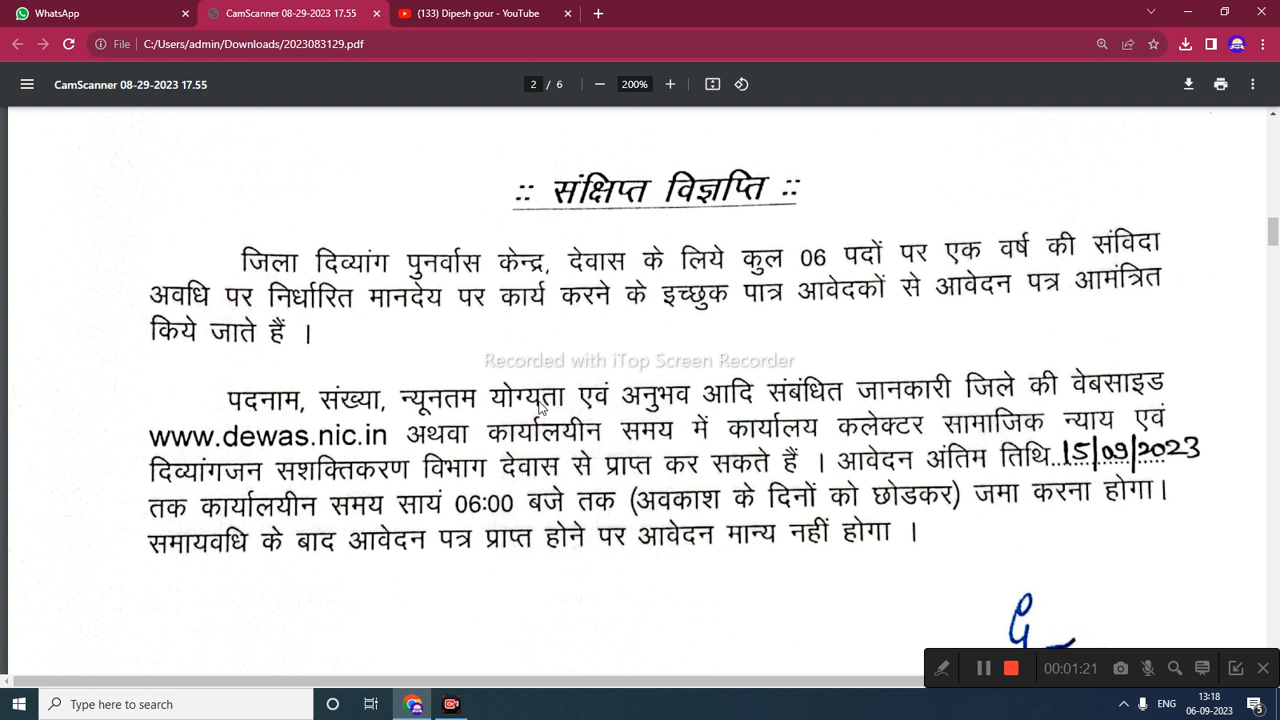 WhatsApp
CamScanner 08-29-2023 17.55
(133) Dipesh gour - YouTube
File C:/Users/admin/Downloads/2023083129.pdf
CamScanner 08-29-2023 17.55
2 / 6
200%
:: संक्षिप्त विज्ञप्ति ::
जिला दिव्यांग पुनर्वास केन्द्र, देवास के लिये कुल 06 पदों पर एक वर्ष की संविदा
अवधि पर निर्धारित मानदेय पर कार्य करने के इच्छुक पात्र आवेदकों से आवेदन पत्र आमंत्रित
किये जाते हैं ।
Recorded with iTop Screen Recorder
पदनाम, संख्या, न्यूनतम योग्यता एवं अनुभव आदि संबंधित जानकारी जिले की वेबसाइड
www.dewas.nic.in अथवा कार्यालयीन समय में कार्यालय कलेक्टर सामाजिक न्याय एवं
दिव्यांगजन सशक्तिकरण विभाग देवास से प्राप्त कर सकते हैं । आवेदन अंतिम तिथि 15/09/2023
तक कार्यालयीन समय सायं 06:00 बजे तक (अवकाश के दिनों को छोडकर) जमा करना होगा।
समायवधि के बाद आवेदन पत्र प्राप्त होने पर आवेदन मान्य नहीं होगा ।
00:01:21
Type here to search
ENG
13:18
06-09-2023
5